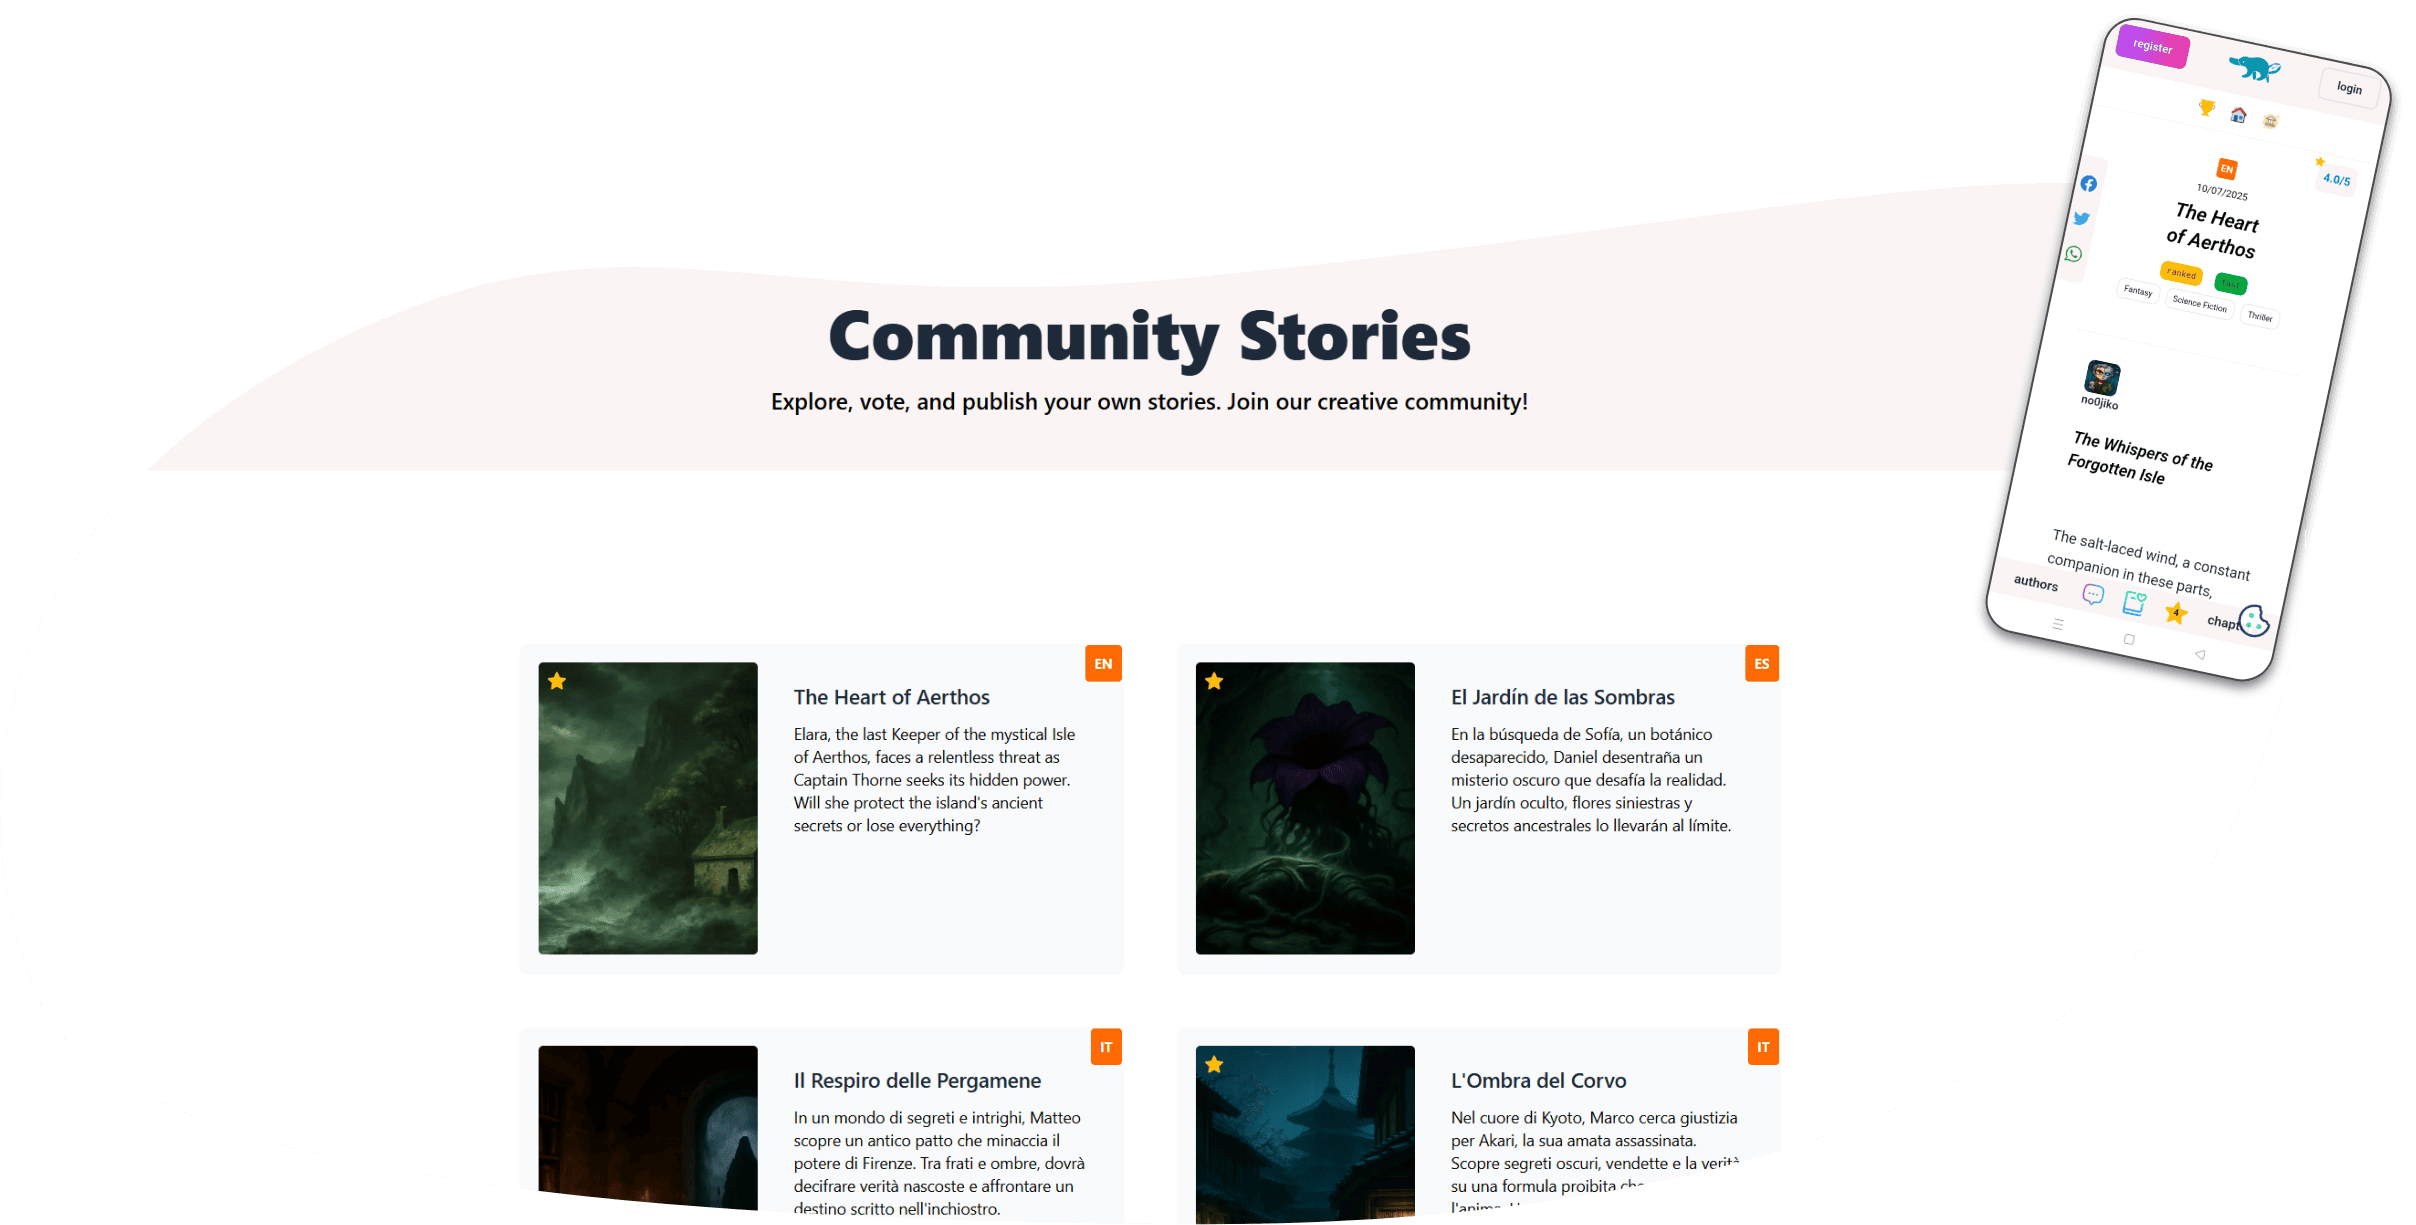 Community Stories
Explore, vote, and publish your own stories. Join our creative community!
EN
The Heart of Aerthos
Elara, the last Keeper of the mystical Isle
of Aerthos, faces a relentless threat as
Captain Thorne seeks its hidden power.
Will she protect the island's ancient
secrets or lose everything?
ES
El Jardín de las Sombras
En la búsqueda de Sofía, un botánico
desaparecido, Daniel desentraña un
misterio oscuro que desafía la realidad.
Un jardín oculto, flores siniestras y
secretos ancestrales lo llevarán al límite.
IT
Il Respiro delle Pergamene
In un mondo di segreti e intrighi, Matteo
scopre un antico patto che minaccia il
potere di Firenze. Tra frati e ombre, dovrà
decifrare verità nascoste e affrontare un
destino scritto nell'inchiostro.
IT
L'Ombra del Corvo
Nel cuore di Kyoto, Marco cerca giustizia
per Akari, la sua amata assassinata.
Scopre segreti oscuri, vendette e la verità
su una formula proibita che
register
login
EN
4.0/5
10/07/2025
The Heart
of Aerthos
ranked
Fantasy
Science Fiction
Thriller
no0jiko
The Whispers of the
Forgotten Isle
The salt-laced wind, a constant
companion in these parts,
authors
4
chapt